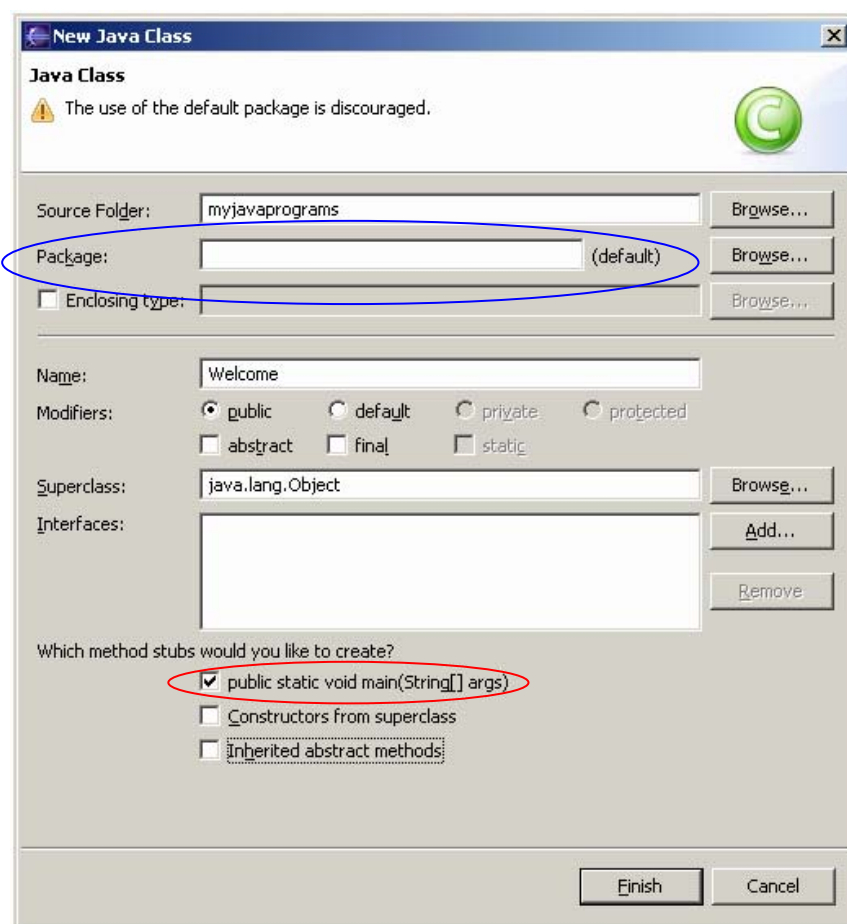 New Java Class
Java Class
The use of the default package is discouraged.
Source Folder: myjavaprograms Browse...
Package: (default) Browse...
Enclosing type: Browse...
Name: Welcome
Modifiers: public default private protected
abstract final static
Superclass: java.lang.Object Browse...
Interfaces: Add...
Remove
Which method stubs would you like to create?
public static void main(String[] args)
Constructors from superclass
Inherited abstract methods
Finish Cancel